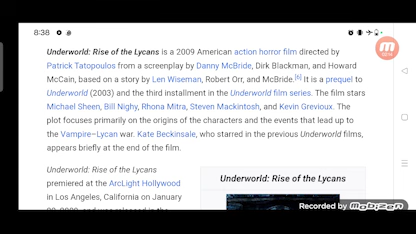 8:38
Underworld: Rise of the Lycans is a 2009 American action horror film directed by
Patrick Tatopoulos from a screenplay by Danny McBride, Dirk Blackman, and Howard
McCain, based on a story by Len Wiseman, Robert Orr, and McBride.[6] It is a prequel to
Underworld (2003) and the third installment in the Underworld film series. The film stars
Michael Sheen, Bill Nighy, Rhona Mitra, Steven Mackintosh, and Kevin Grevioux. The
plot focuses primarily on the origins of the characters and the events that lead up to
the Vampire–Lycan war. Kate Beckinsale, who starred in the previous Underworld films,
appears briefly at the end of the film.
Underworld: Rise of the Lycans
premiered at the ArcLight Hollywood
in Los Angeles, California on January
Underworld: Rise of the Lycans
Recorded by mobizen